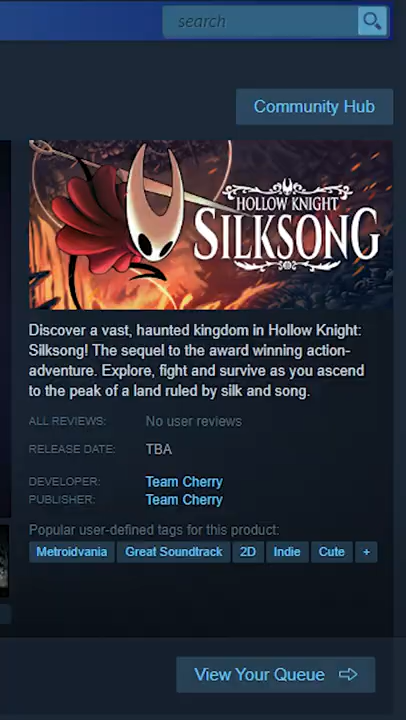 search
Community Hub
HOLLOW KNIGHT
SILKSONG
Discover a vast, haunted kingdom in Hollow Knight:
Silksong! The sequel to the award winning action-
adventure. Explore, fight and survive as you ascend
to the peak of a land ruled by silk and song.
ALL REVIEWS: No user reviews
RELEASE DATE: TBA
DEVELOPER: Team Cherry
PUBLISHER: Team Cherry
Popular user-defined tags for this product:
Metroidvania Great Soundtrack 2D Indie Cute +
View Your Queue